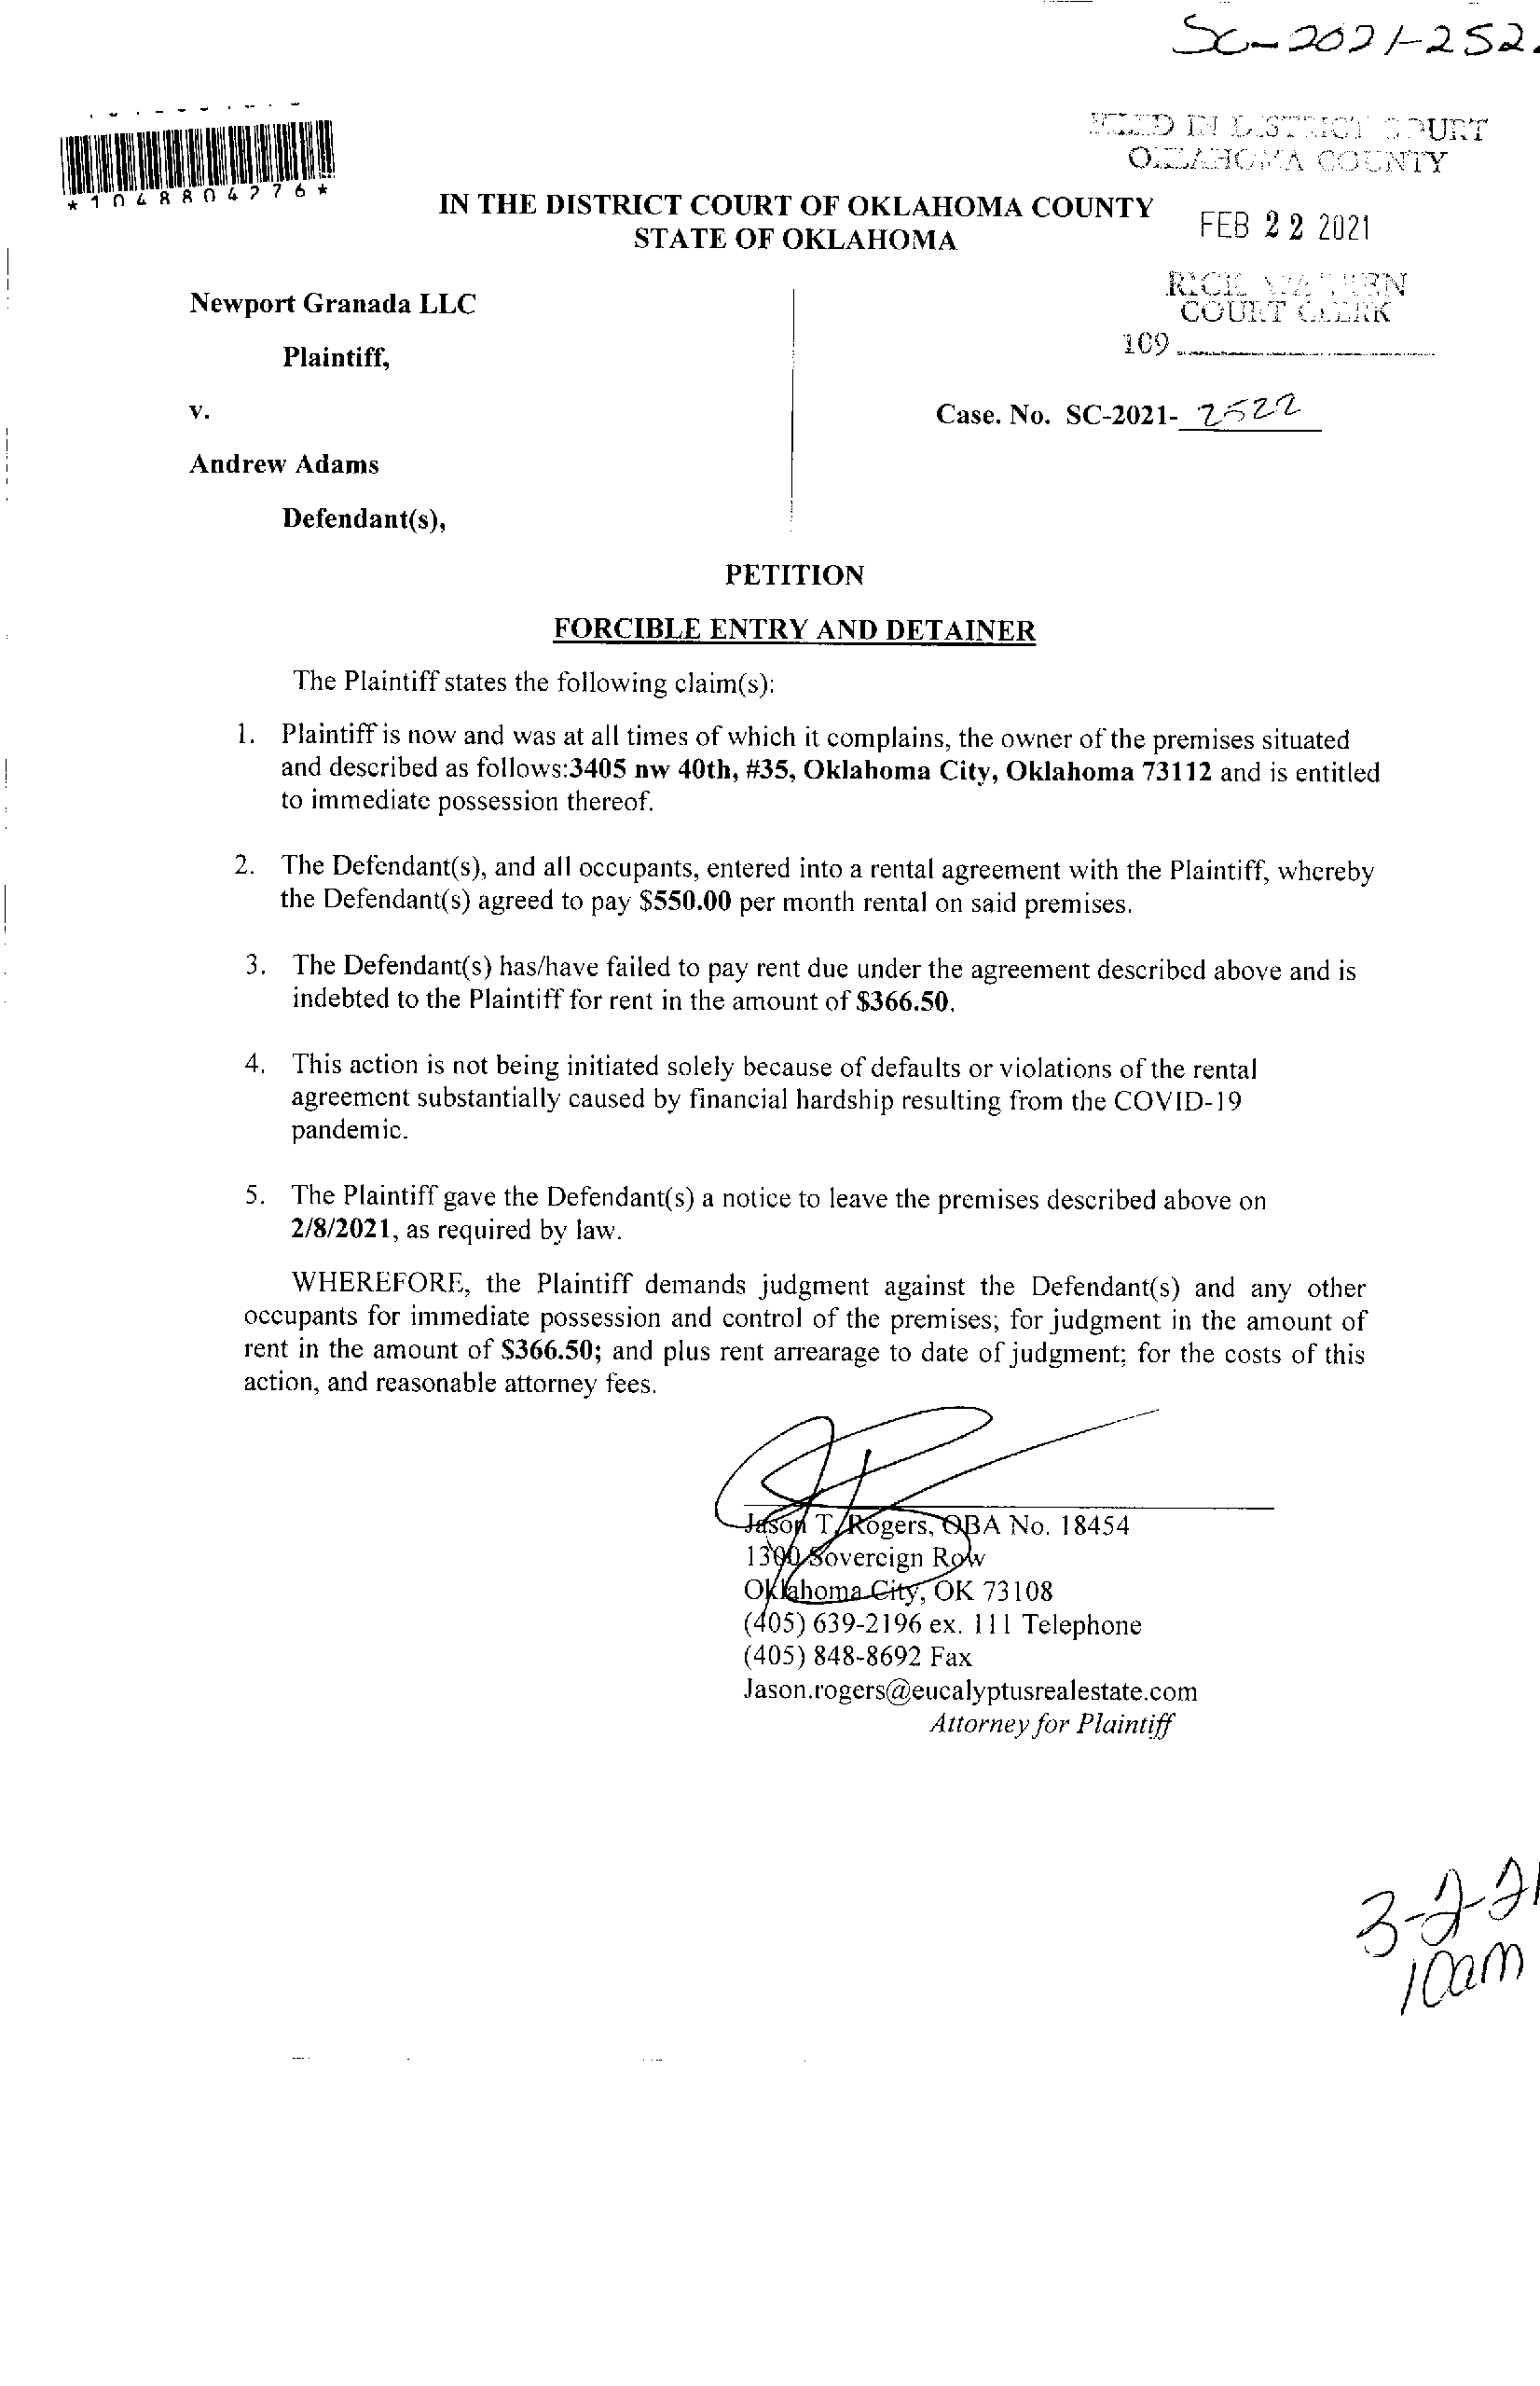 SC-2021-252
FILED IN DISTRICT COURT
OKLAHOMA COUNTY
*1048804276*
IN THE DISTRICT COURT OF OKLAHOMA COUNTY
STATE OF OKLAHOMA
FEB 22 2021
RICK WARREN
COURT CLERK
109
Newport Granada LLC
Plaintiff,
v.
Case. No. SC-2021- 2522
Andrew Adams
Defendant(s),
PETITION
FORCIBLE ENTRY AND DETAINER
The Plaintiff states the following claim(s):
1. Plaintiff is now and was at all times of which it complains, the owner of the premises situated
and described as follows:3405 nw 40th, #35, Oklahoma City, Oklahoma 73112 and is entitled
to immediate possession thereof.
2. The Defendant(s), and all occupants, entered into a rental agreement with the Plaintiff, whereby
the Defendant(s) agreed to pay $550.00 per month rental on said premises.
3. The Defendant(s) has/have failed to pay rent due under the agreement described above and is
indebted to the Plaintiff for rent in the amount of $366.50.
4. This action is not being initiated solely because of defaults or violations of the rental
agreement substantially caused by financial hardship resulting from the COVID-19
pandemic.
5. The Plaintiff gave the Defendant(s) a notice to leave the premises described above on
2/8/2021, as required by law.
WHEREFORE, the Plaintiff demands judgment against the Defendant(s) and any other
occupants for immediate possession and control of the premises; for judgment in the amount of
rent in the amount of $366.50; and plus rent arrearage to date of judgment; for the costs of this
action, and reasonable attorney fees.
Jason T. Rogers, OBA No. 18454
1300 Sovereign Row
Oklahoma City, OK 73108
(405) 639-2196 ex. 111 Telephone
(405) 848-8692 Fax
Jason.rogers@eucalyptusrealestate.com
Attorney for Plaintiff
3-2-21
10am